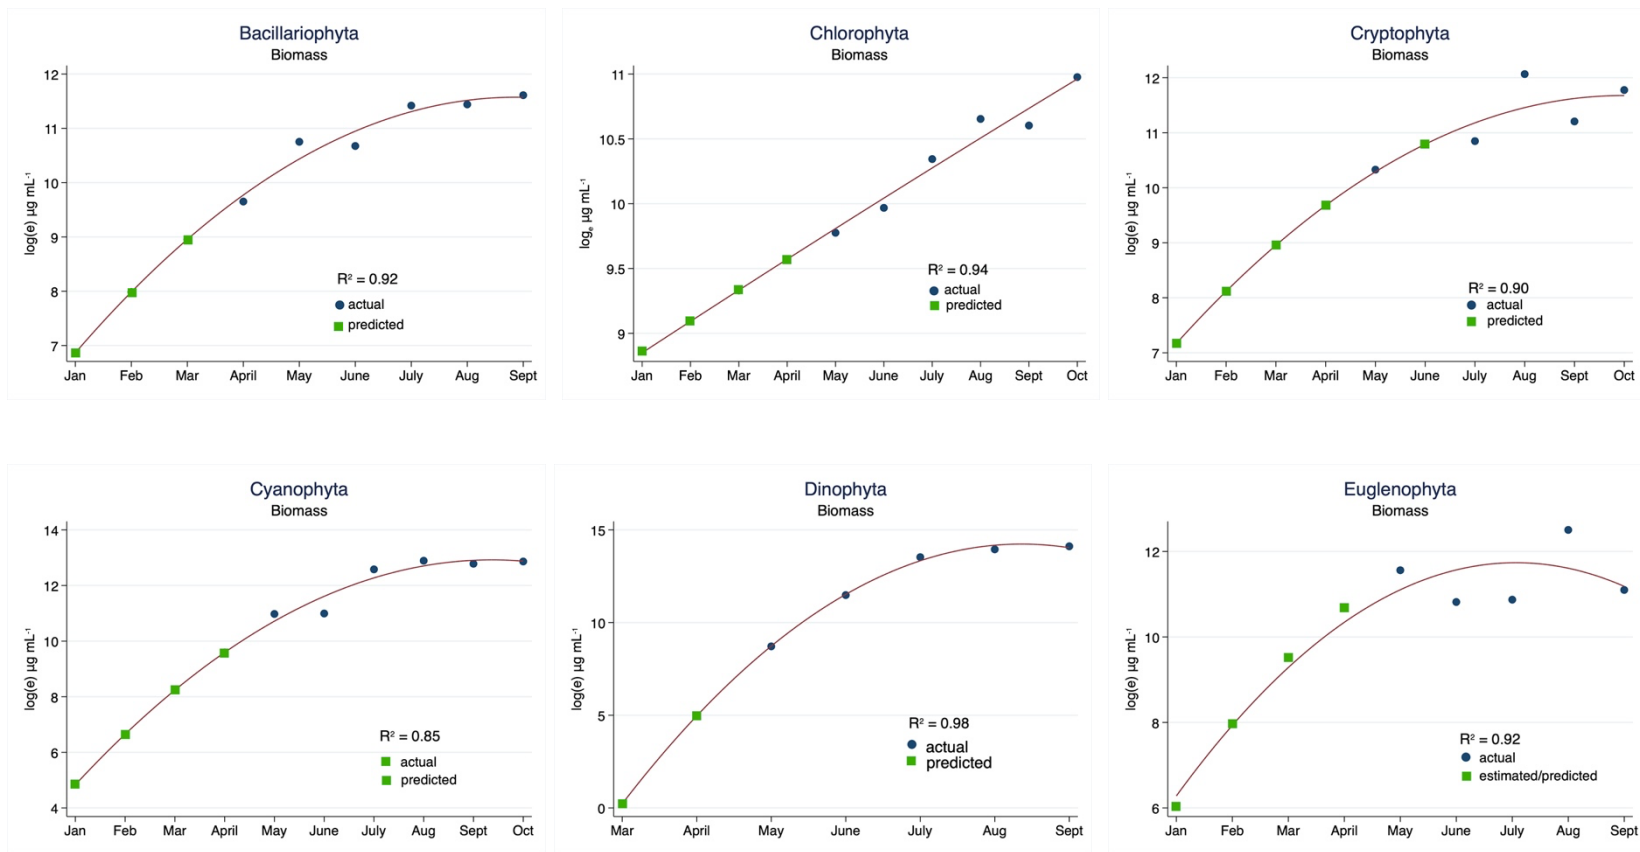 Bacillariophyta
Biomass
12
11
10
9
8
7
log(e) µg mL⁻¹
R² = 0.92
actual
predicted
Jan Feb Mar April May June July Aug Sept
Chlorophyta
Biomass
11
10.5
10
9.5
9
logₑ µg mL⁻¹
R² = 0.94
actual
predicted
Jan Feb Mar April May June July Aug Sept Oct
Cryptophyta
Biomass
12
11
10
9
8
7
log(e) µg mL⁻¹
R² = 0.90
actual
predicted
Jan Feb Mar April May June July Aug Sept Oct
Cyanophyta
Biomass
14
12
10
8
6
4
log(e) µg mL⁻¹
R² = 0.85
actual
predicted
Jan Feb Mar April May June July Aug Sept Oct
Dinophyta
Biomass
15
10
5
0
log(e) µg mL⁻¹
R² = 0.98
actual
predicted
Mar April May June July Aug Sept
Euglenophyta
Biomass
12
10
8
6
log(e) µg mL⁻¹
R² = 0.92
actual
estimated/predicted
Jan Feb Mar April May June July Aug Sept